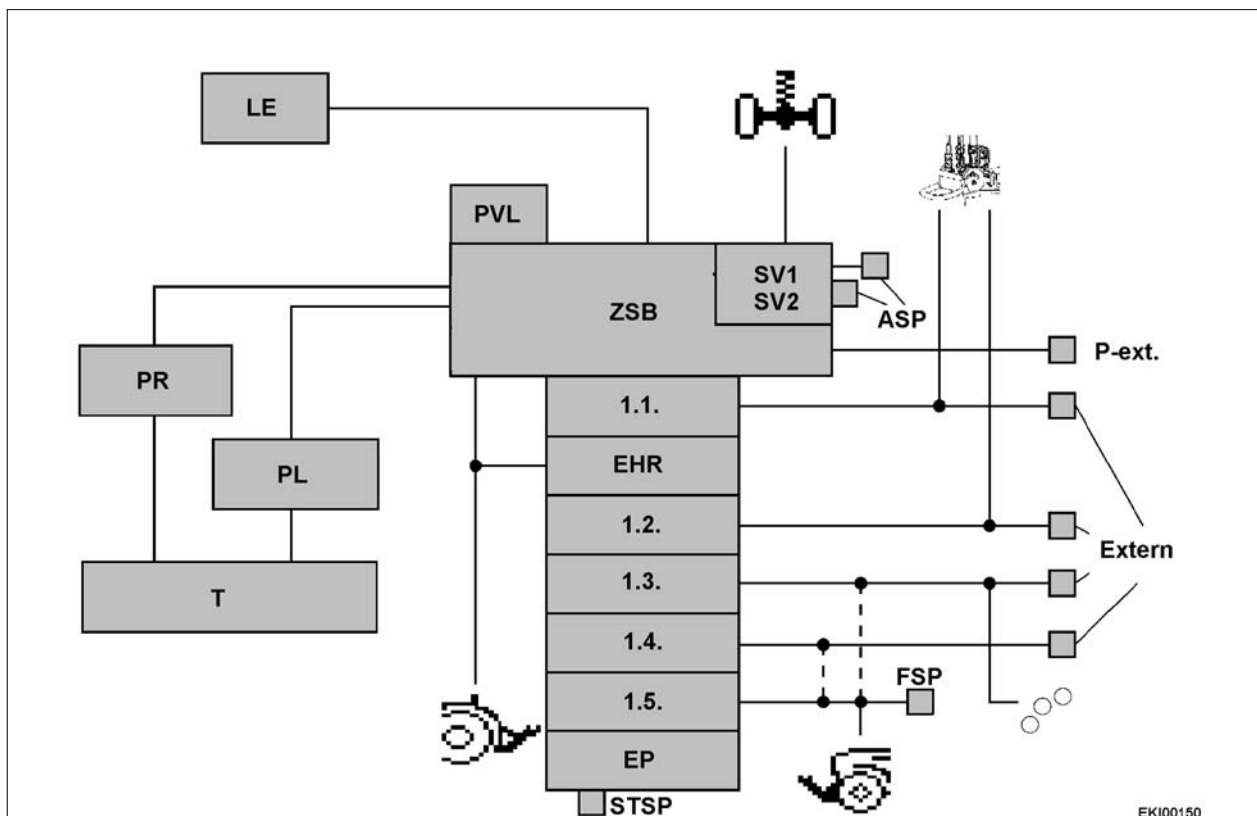 LE
PVL
SV1
SV2
ZSB
ASP
P-ext.
PR
1.1.
EHR
PL
1.2.
Extern
1.3.
T
1.4.
FSP
1.5.
EP
STSP
EKI00150